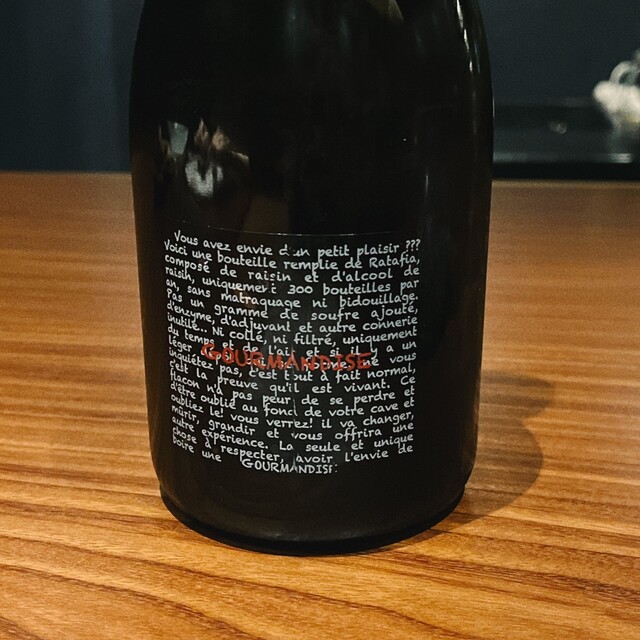 Vous avez envie d'un petit plaisir ???
Voici une bouteille remplie de Ratafia,
composé de raisin et d'alcool de
raisin, uniquement 300 bouteilles par
an, sans matraquage ni bidouillage.
Pas un gramme de soufre ajouté,
d'enzyme, d'adjuvant et autre connerie
inutile... Ni collé, ni filtré, uniquement
du temps et de l'air et si il y a un
léger vous
GOURMANDISE
inquiétez pas, c'est tout à fait normal,
c'est la preuve qu'il est vivant. Ce
flacon n'a pas peur de se perdre et
d'être oublié au fond de votre cave et
oubliez le! vous verrez! il va changer,
mûrir, grandir et vous offrira une
autre expérience. La seule et unique
chose à respecter, avoir l'envie de
boire une GOURMANDISE